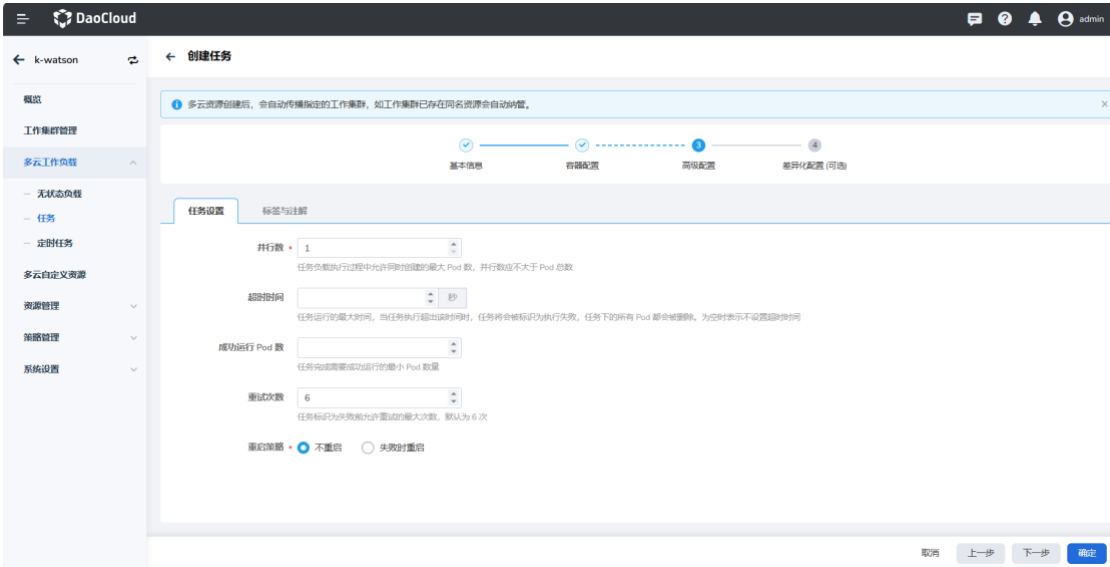 DaoCloud
admin
k-watson
创建任务
概览
工作集群管理
多云工作负载
无状态负载
任务
定时任务
多云自定义资源
资源管理
策略管理
系统设置
多云资源创建后，会自动传播指定的工作集群，如工作集群已存在同名资源会自动纳管。
3
4
基本信息
容器配置
高级配置
差异化配置 (可选)
任务设置
标签与注解
并行数 • 1
任务负载执行过程中允许同时创建的最大 Pod 数，并行数应不大于 Pod 总数
超时时间 秒
任务运行的最大时间，当任务执行超出该时间时，任务将会被标识为执行失败，任务下的所有 Pod 都会被删除。为空时表示不设置超时时间
成功运行 Pod 数
任务完成需要成功运行的最小 Pod 数量
重试次数 6
任务标识为失败前允许重试的最大次数，默认为 6 次
重启策略 • 不重启 失败时重启
取消 上一步 下一步 确定